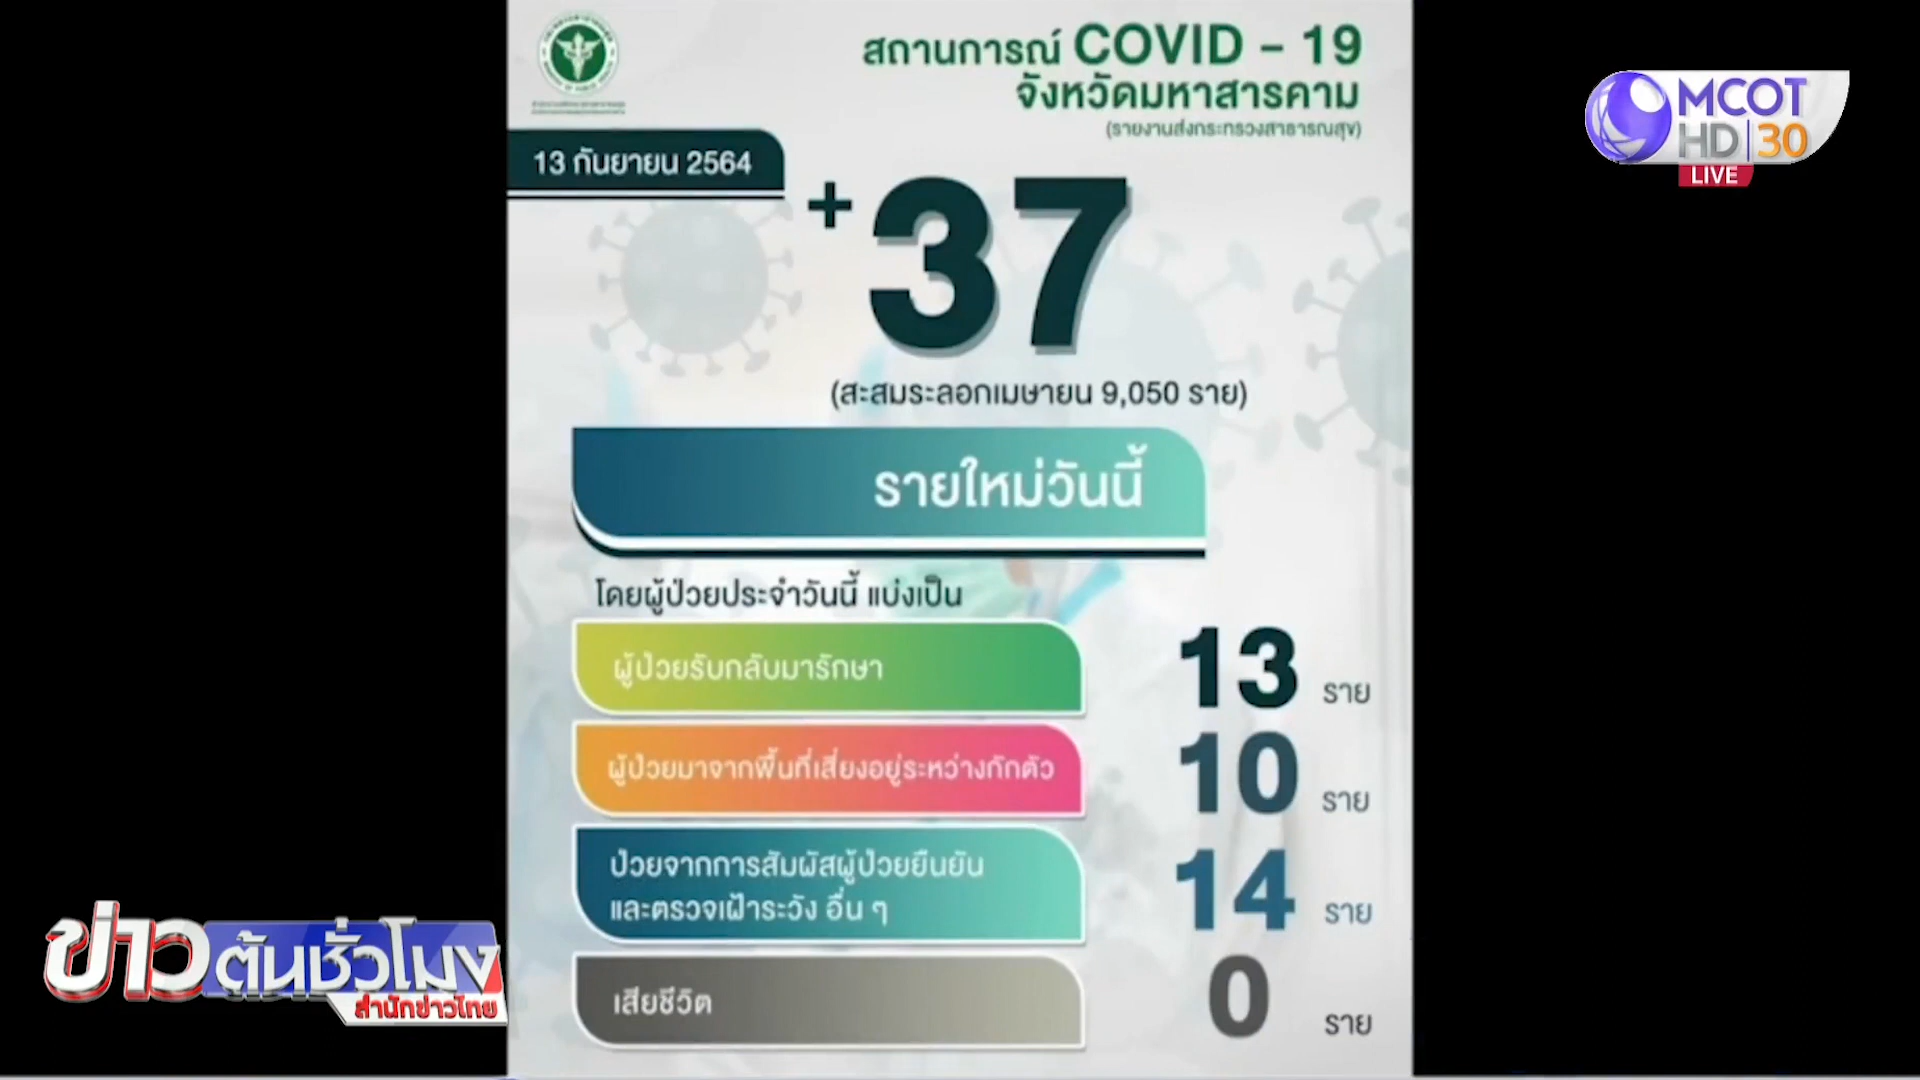 สถานการณ์ COVID - 19
จังหวัดมหาสารคาม
(รายงานส่งกระทรวงสาธารณสุข)
13 กันยายน 2564
+37
(สะสมระลอกเมษายน 9,050 ราย)
รายใหม่วันนี้
โดยผู้ป่วยประจำวันนี้ แบ่งเป็น
ผู้ป่วยรับกลับมารักษา 13 ราย
ผู้ป่วยมาจากพื้นที่เสี่ยงอยู่ระหว่างกักตัว 10 ราย
ป่วยจากการสัมผัสผู้ป่วยยืนยัน
และตรวจเฝ้าระวัง อื่น ๆ 14 ราย
เสียชีวิต 0 ราย
MCOT
HD 30
LIVE
ข่าวต้นชั่วโมง
สำนักข่าวไทย